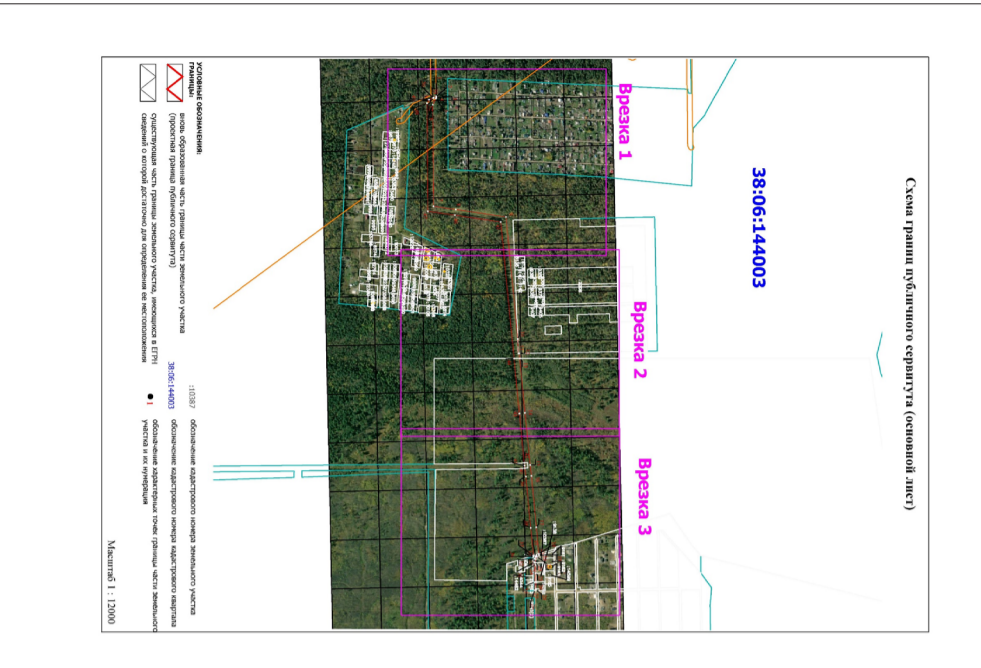 Схема границ публичного сервитута (основной лист)
38:06:144003
Врезка 1
Врезка 2
Врезка 3
УСЛОВНЫЕ ОБОЗНАЧЕНИЯ:
ГРАНИЦЫ:
вновь образованная часть границы части земельного участка
(проектная граница публичного сервитута)
существующая часть границы земельного участка, имеющиеся в ЕГРН
сведений о которой достаточно для определения ее местоположения
:10387 обозначение кадастрового номера земельного участка
38:06:144003 обозначение кадастрового номера кадастрового квартала
1 обозначение характерных точек границы части земельного
участка и их нумерация
Масштаб 1 : 12000